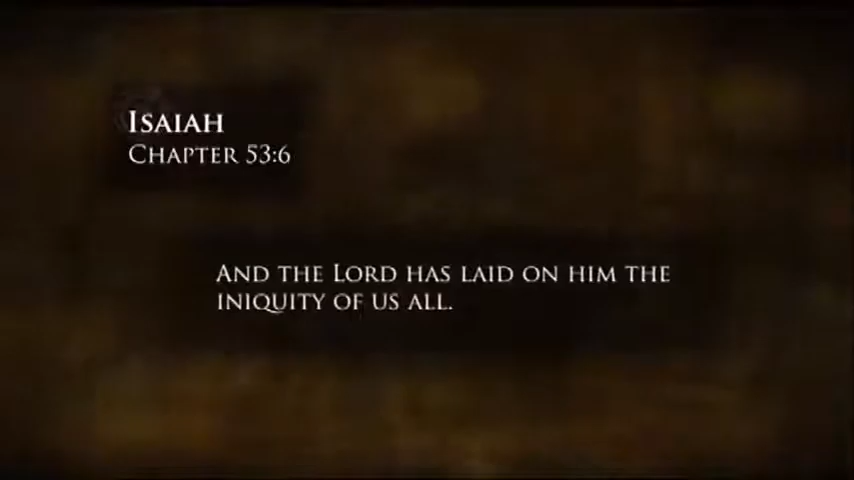 Isaiah
Chapter 53:6
And the Lord has laid on him the
iniquity of us all.